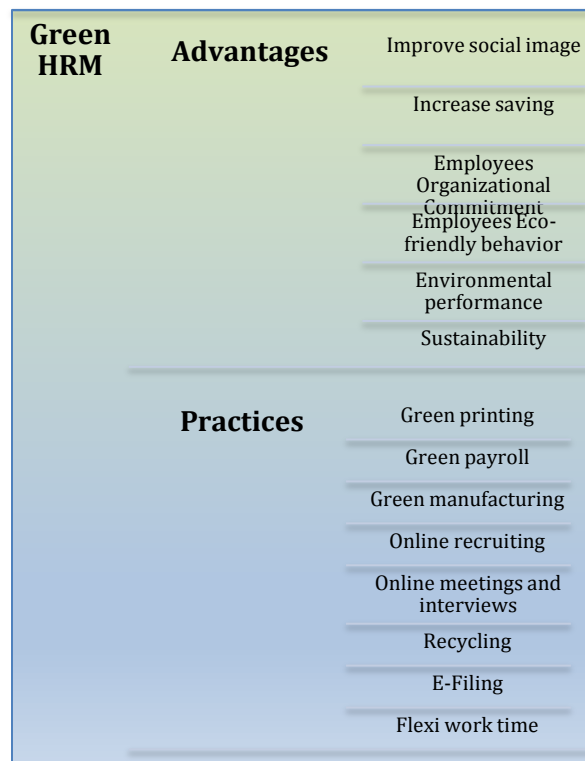 Green
HRM
Advantages
Improve social image
Increase saving
Employees
Organizational
Commitment
Employees Eco-
friendly behavior
Environmental
performance
Sustainability
Practices
Green printing
Green payroll
Green manufacturing
Online recruiting
Online meetings and
interviews
Recycling
E-Filing
Flexi work time